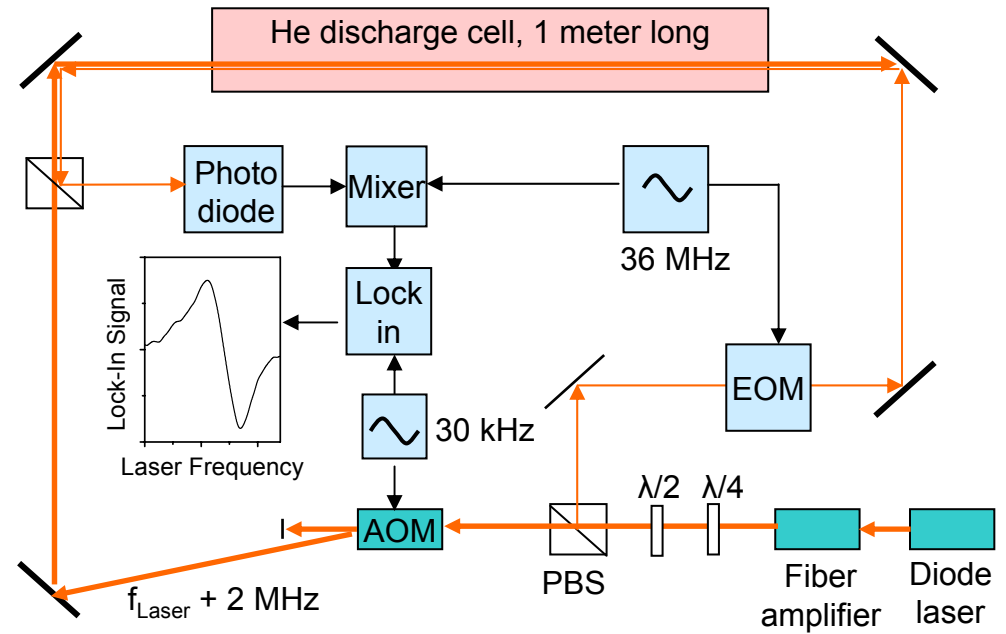 He discharge cell, 1 meter long
Photo
diode
Mixer
36 MHz
Lock
in
Lock-In Signal
Laser Frequency
30 kHz
EOM
λ/2
λ/4
AOM
PBS
Fiber
amplifier
Diode
laser
f_Laser + 2 MHz